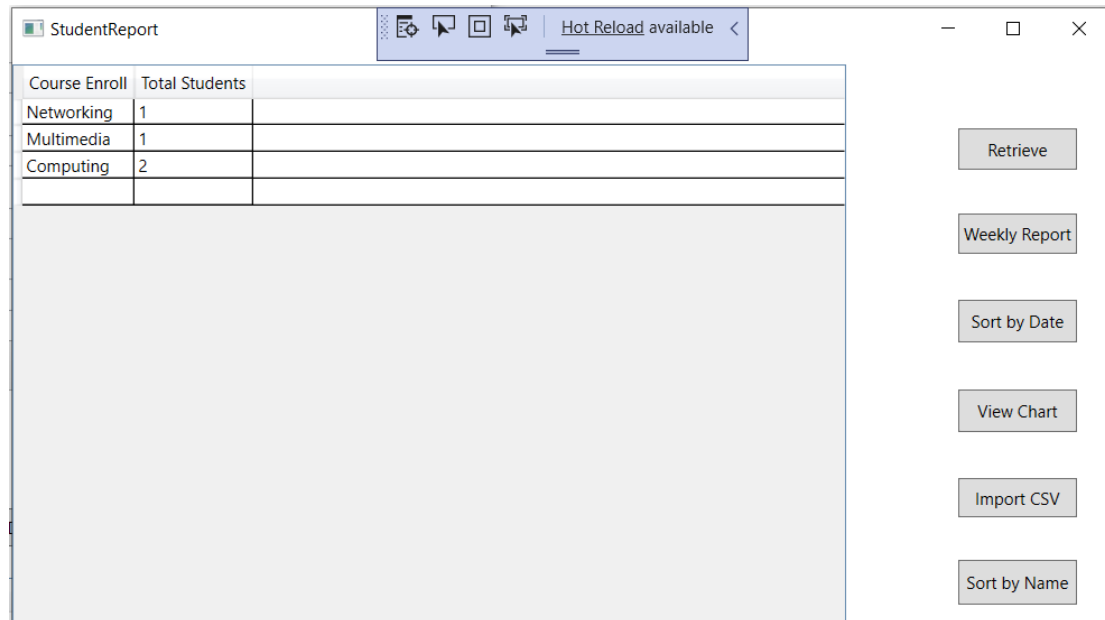 StudentReport
Hot Reload available
Course Enroll Total Students
Networking 1
Multimedia 1
Computing 2
Retrieve
Weekly Report
Sort by Date
View Chart
Import CSV
Sort by Name